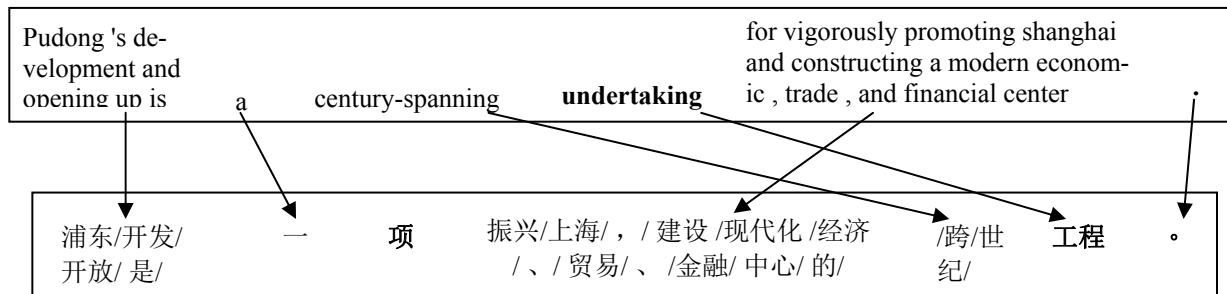 Pudong 's de-
velopment and
opening up is
a
century-spanning
undertaking
for vigorously promoting shanghai
and constructing a modern econom-
ic , trade , and financial center
.
浦东/开发/
开放/ 是/
一
项
振兴/上海/ ，/ 建设 /现代化 /经济
/ 、/ 贸易/ 、 /金融/ 中心/ 的/
/跨/世
纪/
工程
。